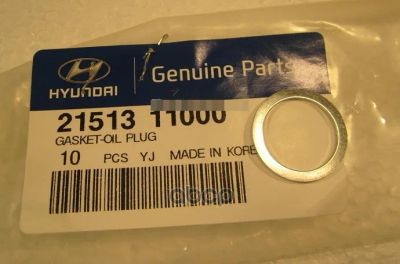 HYUNDAI
Genuine Parts
21513 11000
GASKET-OIL PLUG
10 PCS YJ MADE IN KOREA